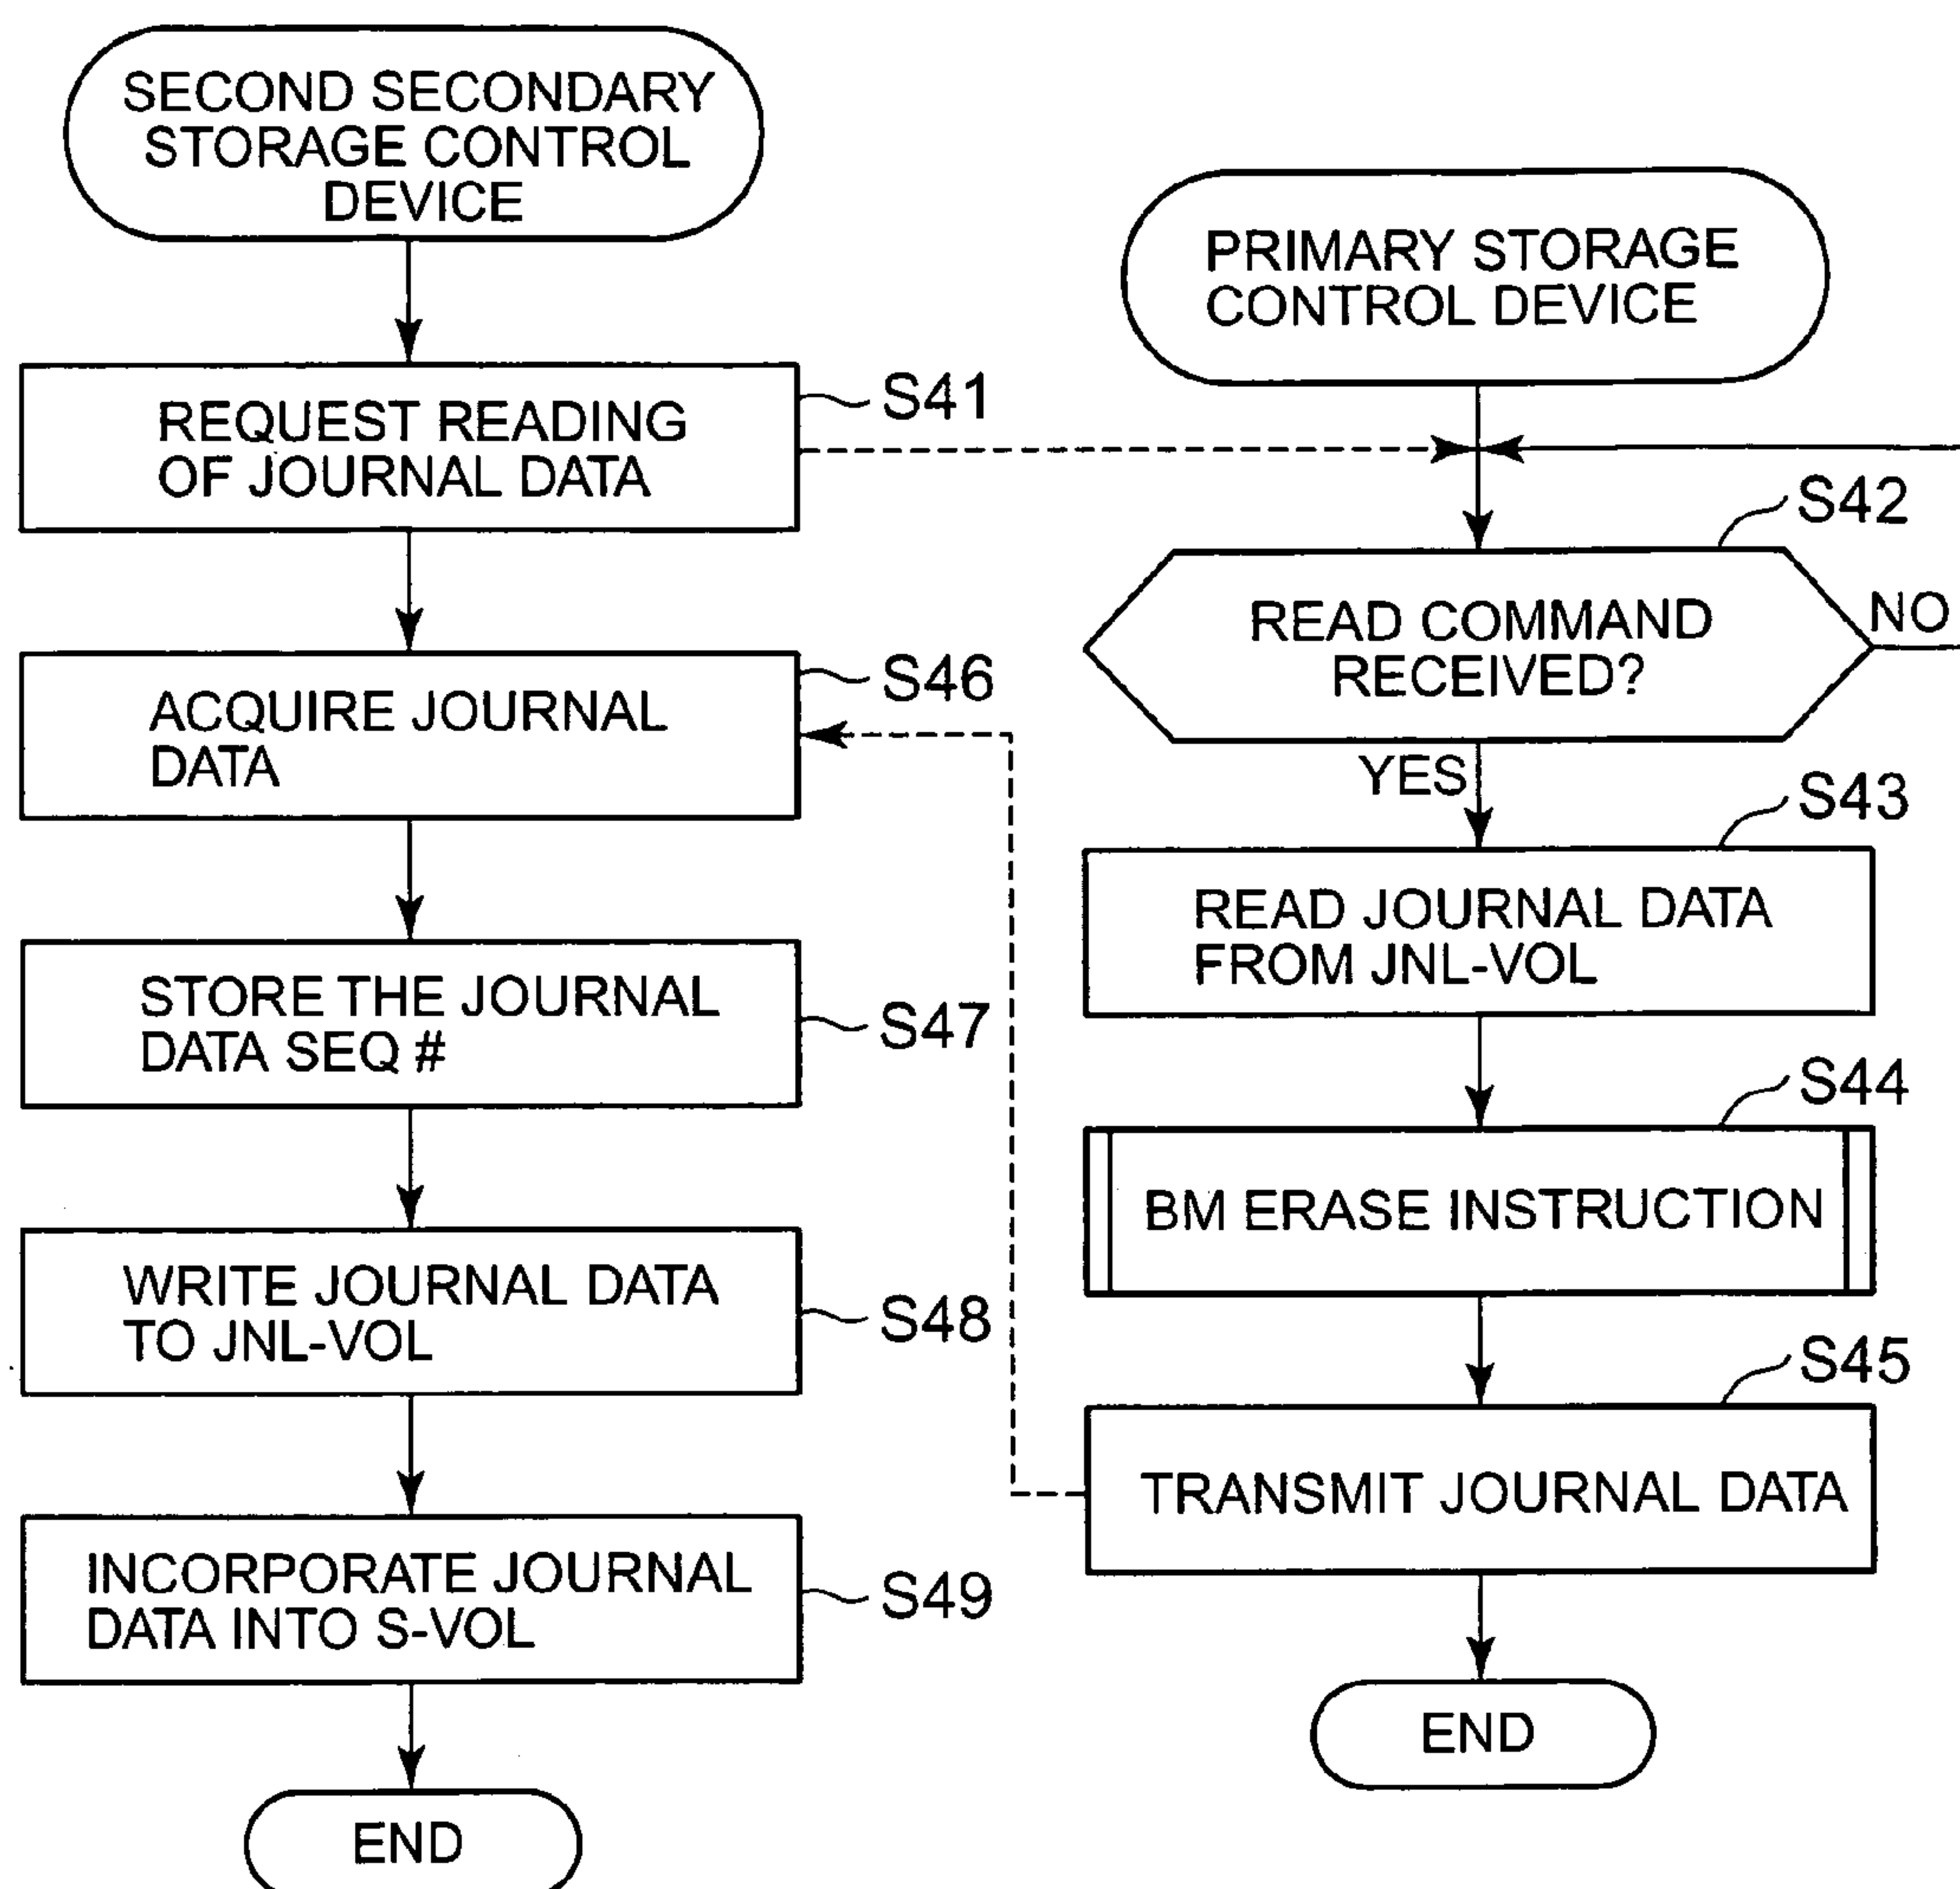 SECOND SECONDARY
STORAGE CONTROL
DEVICE
REQUEST READING
OF JOURNAL DATA
S41
ACQUIRE JOURNAL
DATA
S46
STORE THE JOURNAL
DATA SEQ #
S47
WRITE JOURNAL DATA
TO JNL-VOL
S48
INCORPORATE JOURNAL
DATA INTO S-VOL
S49
END
PRIMARY STORAGE
CONTROL DEVICE
S42
READ COMMAND
RECEIVED?
NO
YES
S43
READ JOURNAL DATA
FROM JNL-VOL
S44
BM ERASE INSTRUCTION
S45
TRANSMIT JOURNAL DATA
END